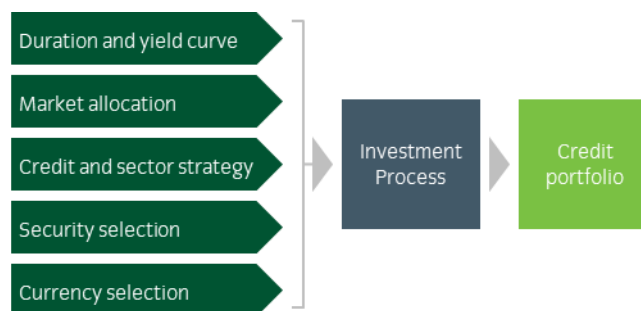 Duration and yield curve
Market allocation
Credit and sector strategy
Security selection
Currency selection
Investment
Process
Credit
portfolio